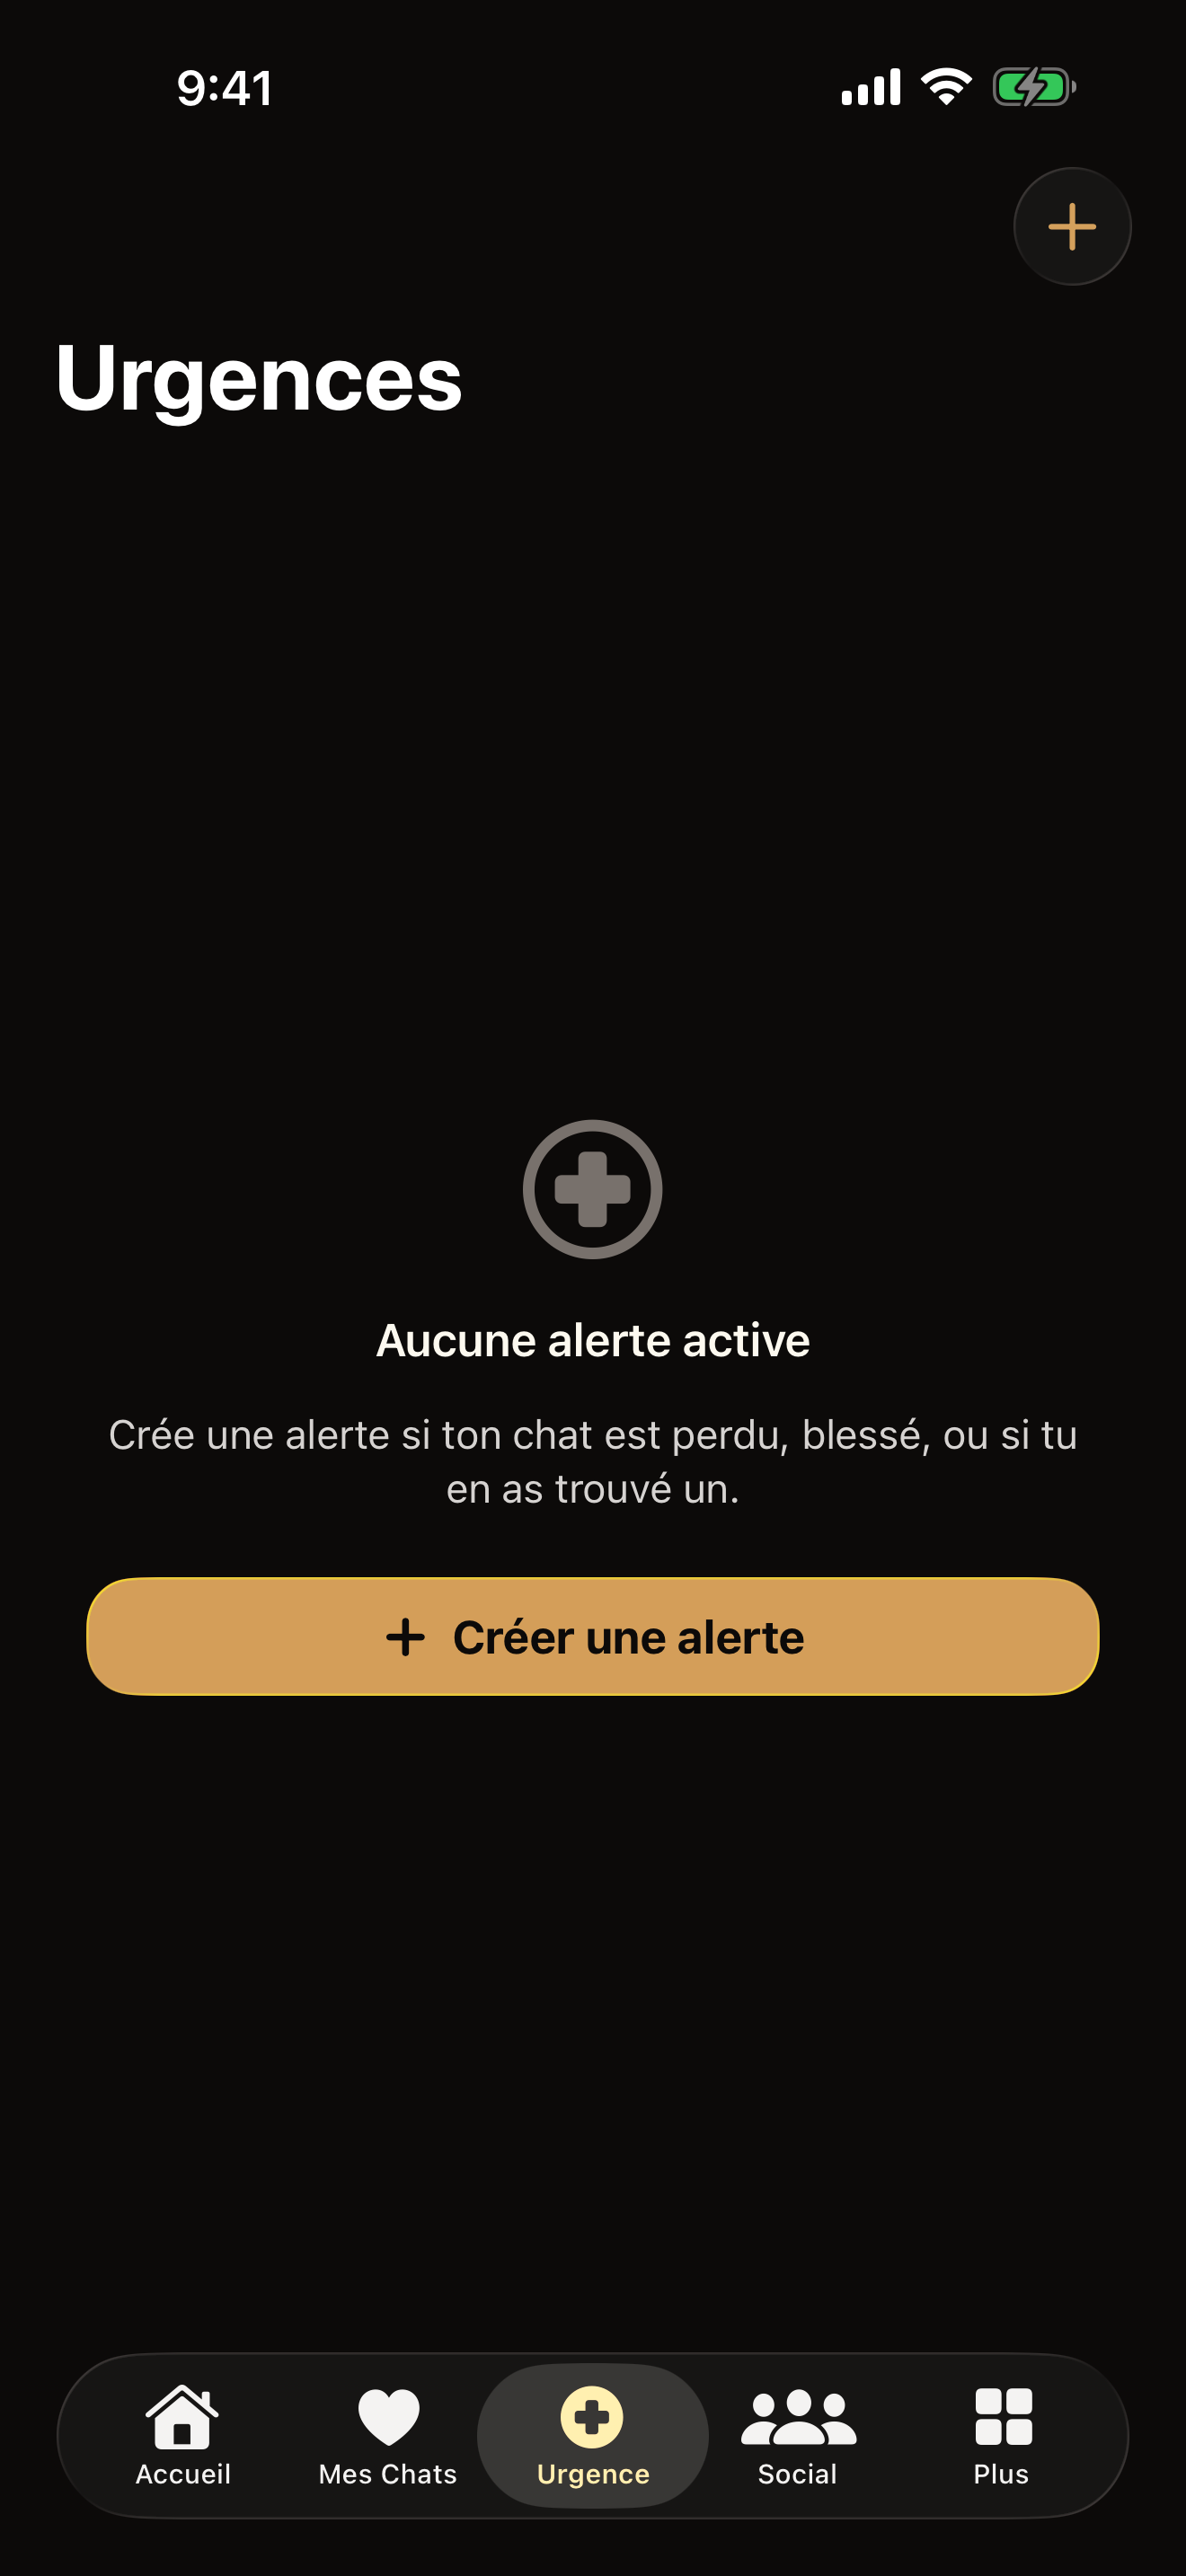 9:41
Urgences
Aucune alerte active
Crée une alerte si ton chat est perdu, blessé, ou si tu
en as trouvé un.
Créer une alerte
Accueil
Mes Chats
Urgence
Social
Plus